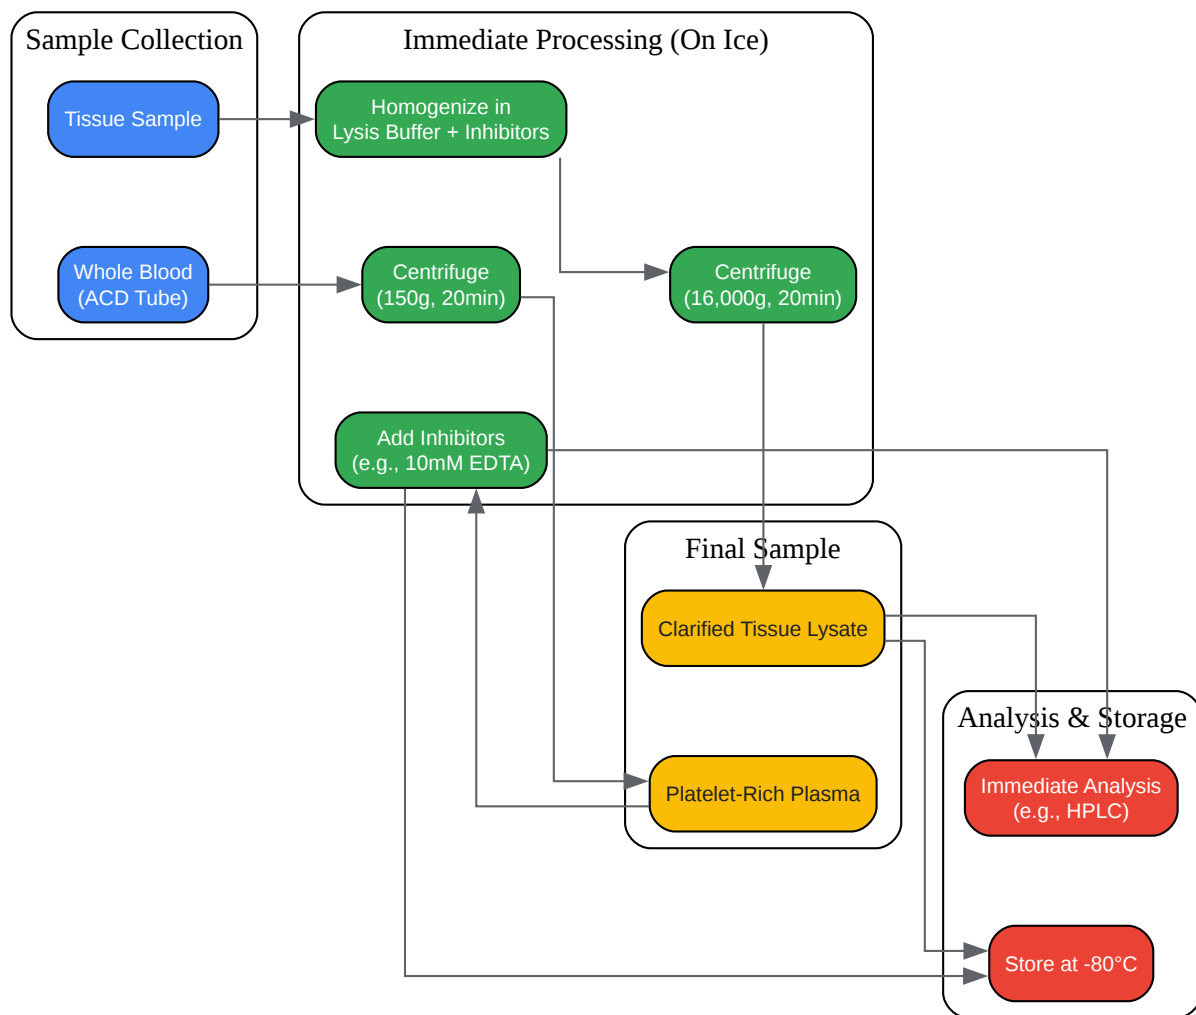 Sample Collection
Tissue Sample
Whole Blood
(ACD Tube)
Immediate Processing (On Ice)
Homogenize in
Lysis Buffer + Inhibitors
Centrifuge
(150g, 20min)
Centrifuge
(16,000g, 20min)
Add Inhibitors
(e.g., 10mM EDTA)
Final Sample
Clarified Tissue Lysate
Platelet-Rich Plasma
Analysis & Storage
Immediate Analysis
(e.g., HPLC)
Store at -80°C